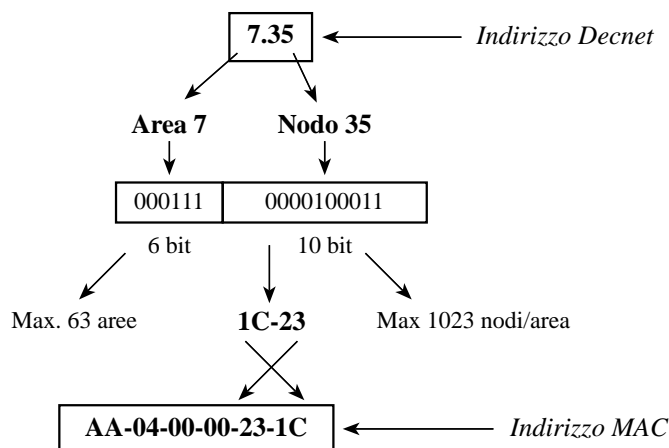 7.35
Indirizzo Decnet
Area 7
Nodo 35
000111
0000100011
6 bit
10 bit
Max. 63 aree
1C-23
Max 1023 nodi/area
AA-04-00-00-23-1C
Indirizzo MAC